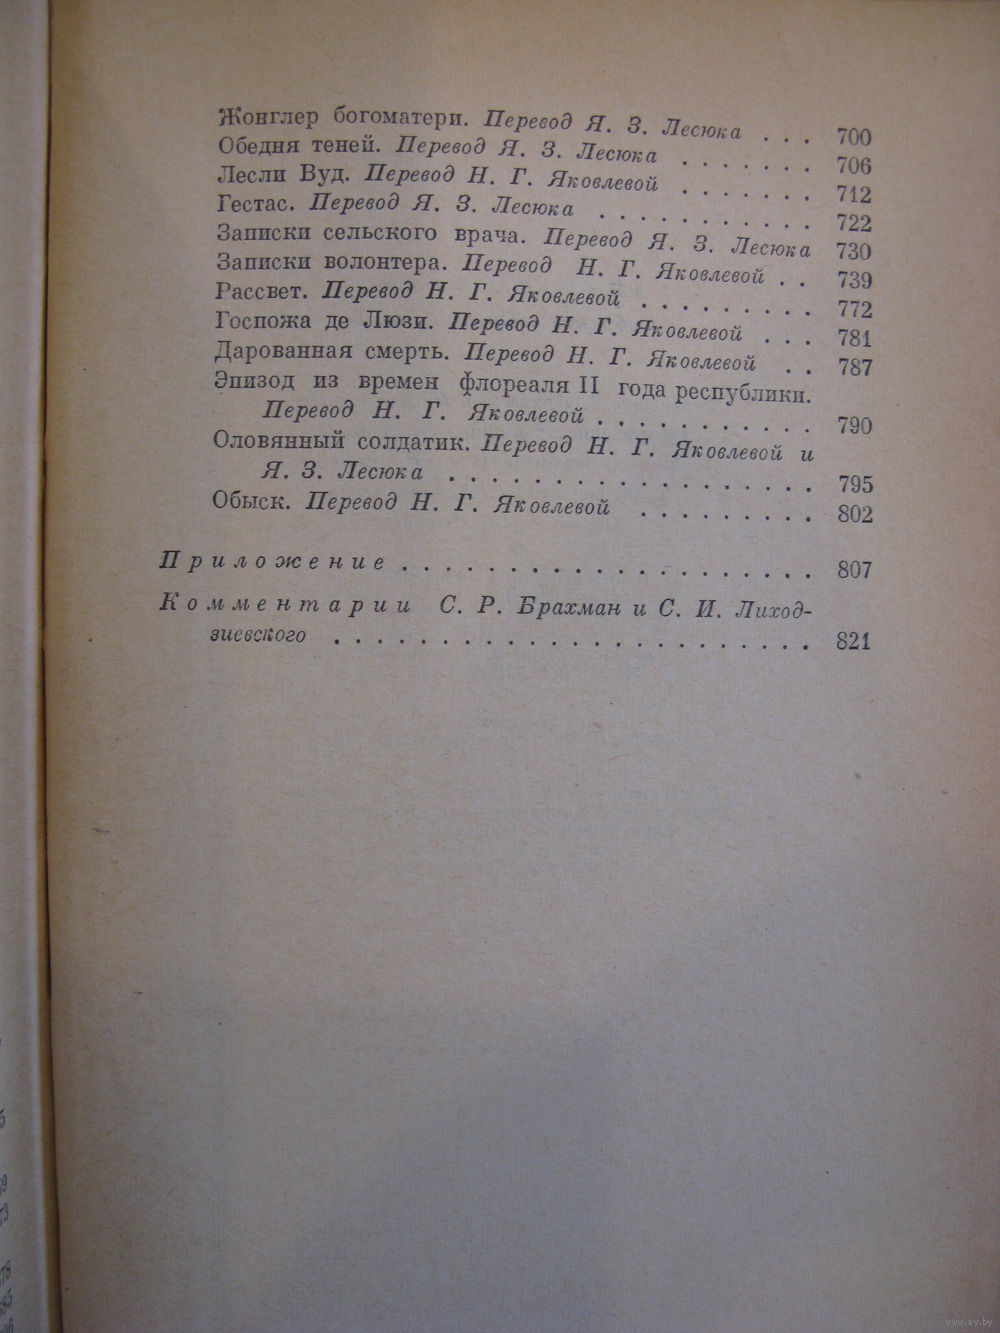 Жонглер богоматери. Перевод Я. З. Лесюка . . . 700
Обедня теней. Перевод Я. З. Лесюка . . . . . . . 706
Лесли Вуд. Перевод Н. Г. Яковлевой . . . . . . . 712
Гестас. Перевод Я. З. Лесюка . . . . . . . . . . 722
Записки сельского врача. Перевод Я. З. Лесюка 730
Записки волонтера. Перевод Н. Г. Яковлевой . . 739
Рассвет. Перевод Н. Г. Яковлевой . . . . . . . . 772
Госпожа де Люзи. Перевод Н. Г. Яковлевой . . . 781
Дарованная смерть. Перевод Н. Г. Яковлевой . . 787
Эпизод из времен флореаля II года республики.
Перевод Н. Г. Яковлевой . . . . . . . . . . 790
Оловянный солдатик. Перевод Н. Г. Яковлевой и
Я. З. Лесюка . . . . . . . . . . . . . . . . . 795
Обыск. Перевод Н. Г. Яковлевой . . . . . . . . . 802
Приложение . . . . . . . . . . . . . . . . . . . . 807
Комментарии С. Р. Брахман и С. И. Лиход-
зиевского . . . . . . . . . . . . . . . . . . . . . . . 821
www.ay.by